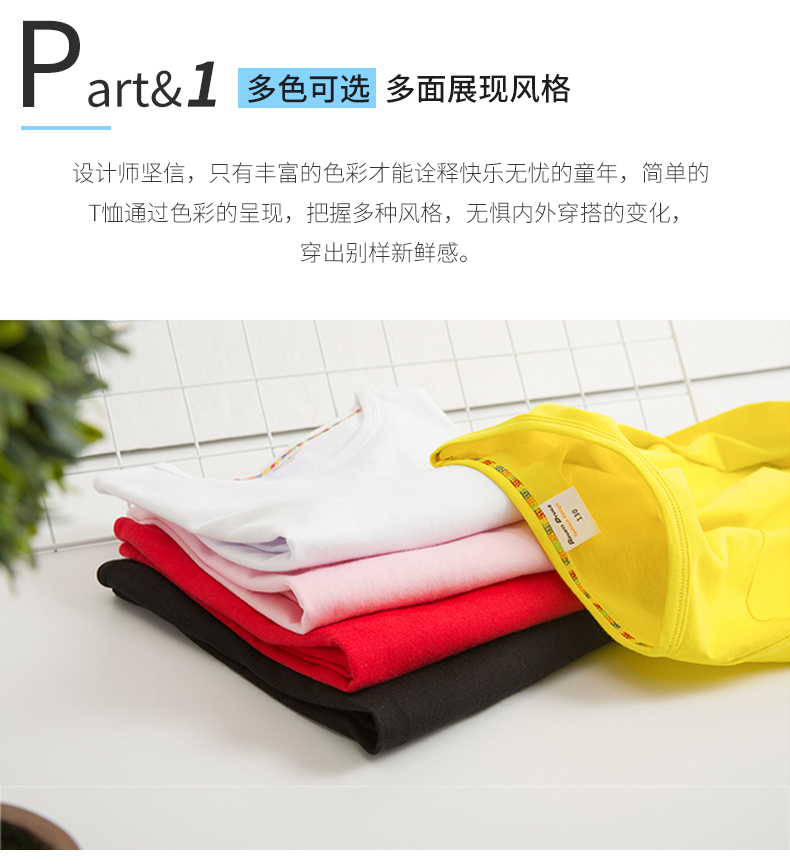 Part&1 多色可选 多面展现风格
设计师坚信，只有丰富的色彩才能诠释快乐无忧的童年，简单的
T恤通过色彩的呈现，把握多种风格，无惧内外穿搭的变化，
穿出别样新鲜感。
130